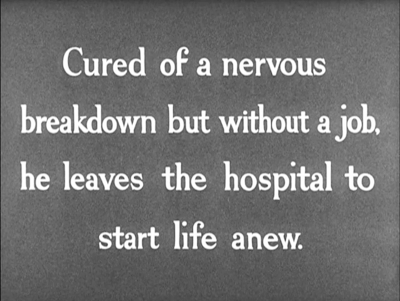 Cured of a nervous
breakdown but without a job,
he leaves the hospital to
start life anew.